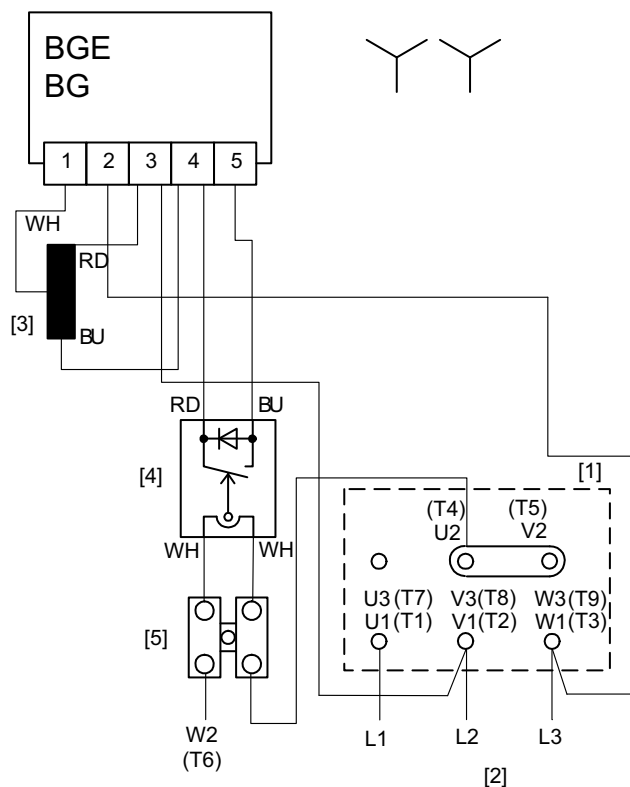 BGE
BG
1 2 3 4 5
WH
RD
[3]
BU
RD BU
[4]
[1]
(T4) (T5)
U2 V2
WH WH
U3 (T7) V3 (T8) W3 (T9)
U1 (T1) V1 (T2) W1 (T3)
[5]
W2
(T6)
L1 L2 L3
[2]